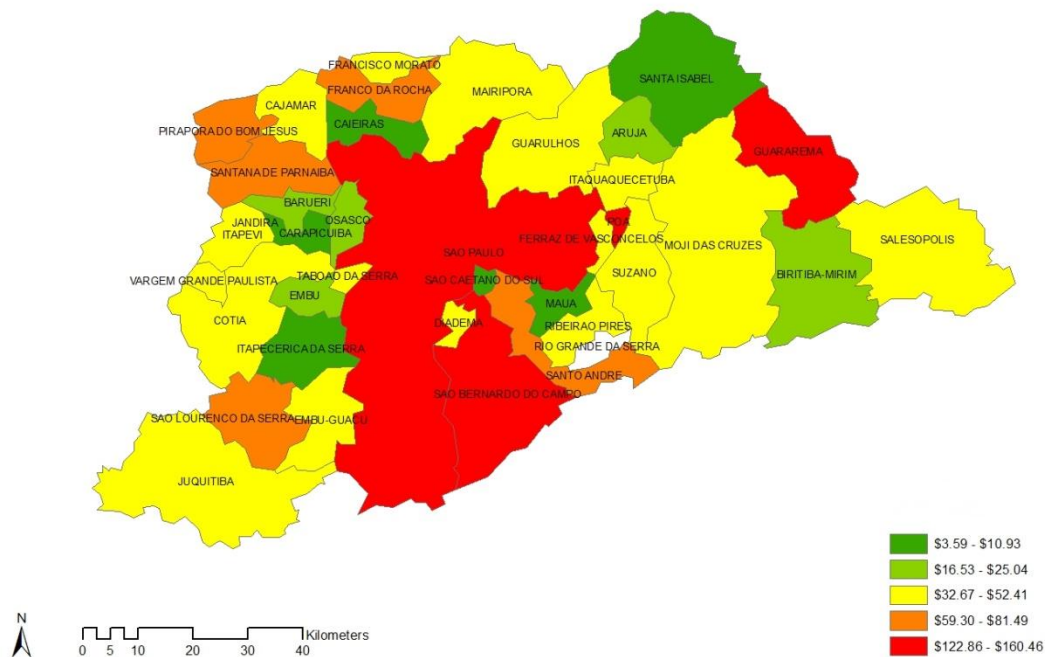 FRANCISCO MORATO
FRANCO DA ROCHA
MAIRIPORA
SANTA ISABEL
CAJAMAR
CAIEIRAS
PIRAPORA DO BOM JESUS
ARUJA
GUARULHOS
GUARAREMA
SANTANA DE PARNAIBA
ITAQUAQUECETUBA
BARUERI
OSASCO
JANDIRA
CARAPICUIBA
ITAPEVI
POA
FERRAZ DE VASCONCELOS
MOJI DAS CRUZES
SALESOPOLIS
SAO PAULO
VARGEM GRANDE PAULISTA
TABOAO DA SERRA
SAO CAETANO DO SUL
SUZANO
BIRITIBA-MIRIM
EMBU
MAUA
COTIA
DIADEMA
RIBEIRAO PIRES
ITAPECERICA DA SERRA
RIO GRANDE DA SERRA
SANTO ANDRE
SAO BERNARDO DO CAMPO
SAO LOURENCO DA SERRA
EMBU-GUACU
JUQUITIBA
$3.59 - $10.93
$16.53 - $25.04
$32.67 - $52.41
$59.30 - $81.49
$122.86 - $160.46
N
Kilometers
0 5 10 20 30 40